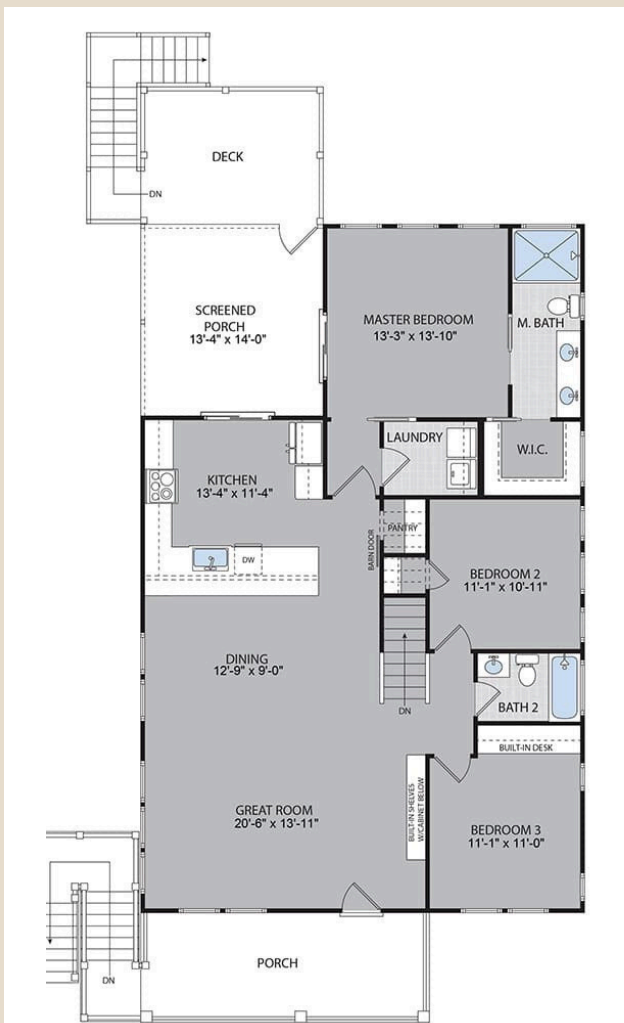 DECK
DN
SCREENED
PORCH
13'-4" x 14'-0"
MASTER BEDROOM
13'-3" x 13'-10"
M. BATH
LAUNDRY
W.I.C.
KITCHEN
13'-4" x 11'-4"
PANTRY
BARN DOOR
DW
BEDROOM 2
11'-1" x 10'-11"
DINING
12'-9" x 9'-0"
DN
BATH 2
BUILT-IN DESK
GREAT ROOM
20'-6" x 13'-11"
BUILT-IN SHELVES
W/CABINET BELOW
BEDROOM 3
11'-1" x 11'-0"
PORCH
DN